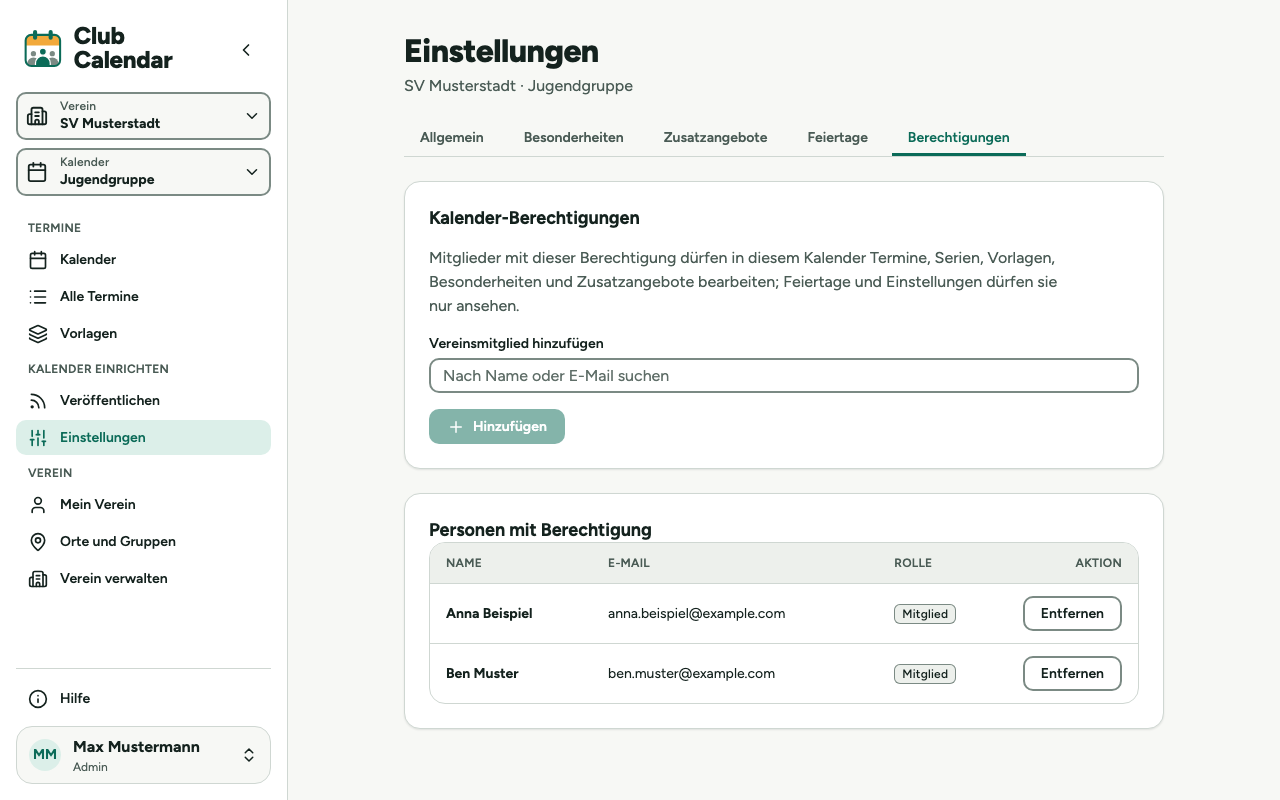 Club
Calendar
Verein
SV Musterstadt
Kalender
Jugendgruppe
TERMINE
Kalender
Alle Termine
Vorlagen
KALENDER EINRICHTEN
Veröffentlichen
Einstellungen
VEREIN
Mein Verein
Orte und Gruppen
Verein verwalten
Hilfe
MM
Max Mustermann
Admin
Einstellungen
SV Musterstadt · Jugendgruppe
Allgemein Besonderheiten Zusatzangebote Feiertage Berechtigungen
Kalender-Berechtigungen
Mitglieder mit dieser Berechtigung dürfen in diesem Kalender Termine, Serien, Vorlagen,
Besonderheiten und Zusatzangebote bearbeiten; Feiertage und Einstellungen dürfen sie
nur ansehen.
Vereinsmitglied hinzufügen
Nach Name oder E-Mail suchen
Hinzufügen
Personen mit Berechtigung
NAME E-MAIL ROLLE AKTION
Anna Beispiel anna.beispiel@example.com Mitglied Entfernen
Ben Muster ben.muster@example.com Mitglied Entfernen